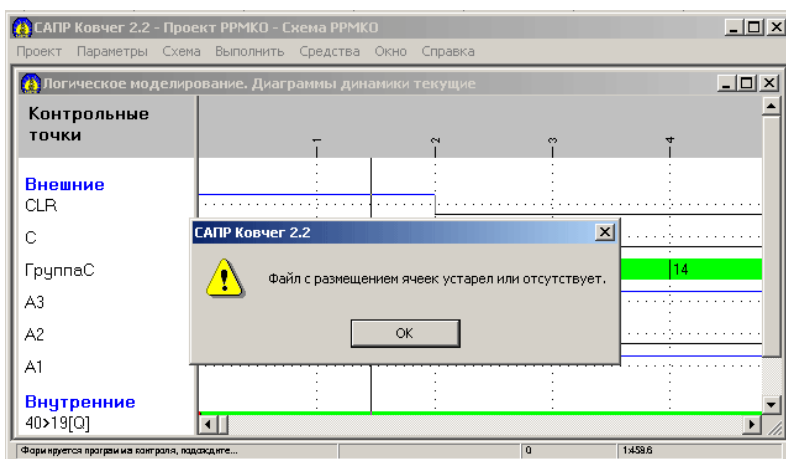 САПР Ковчег 2.2 - Проект РРМКО - Схема РРМКО
Проект Параметры Схема Выполнить Средства Окно Справка
Логическое моделирование. Диаграммы динамики текущие
Контрольные
точки
1 2 3 4
Внешние
CLR
C
ГруппаС
14
A3
A2
A1
Внутренние
40>19[Q]
САПР Ковчег 2.2
Файл с размещением ячеек устарел или отсутствует.
OK
Формируется программа контроля, подождите...
0
1:459.6